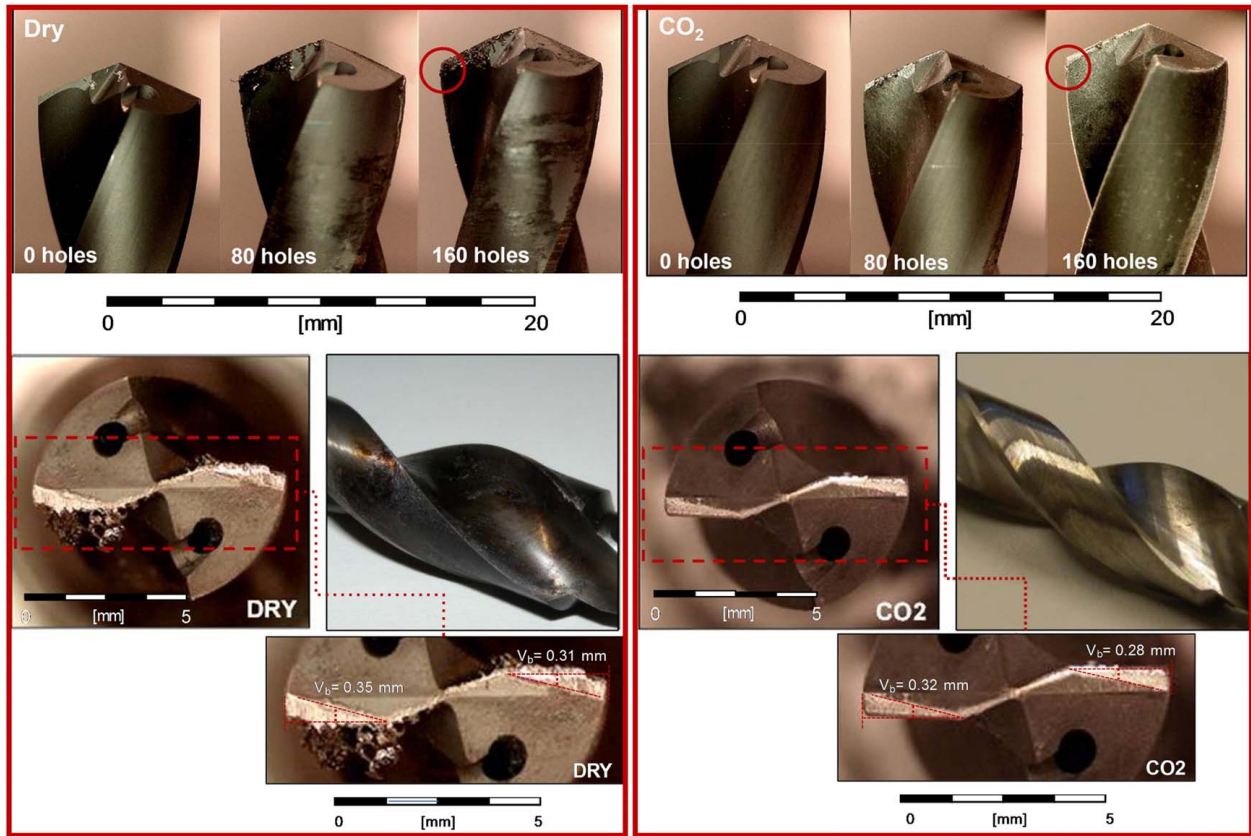 Dry
0 holes
80 holes
160 holes
0 [mm] 20
0 [mm] 5
DRY
Vb= 0.31 mm
Vb= 0.35 mm
DRY
0 [mm] 5
CO2
0 holes
80 holes
160 holes
0 [mm] 20
0 [mm] 5
CO2
Vb= 0.28 mm
Vb= 0.32 mm
CO2
0 [mm] 5